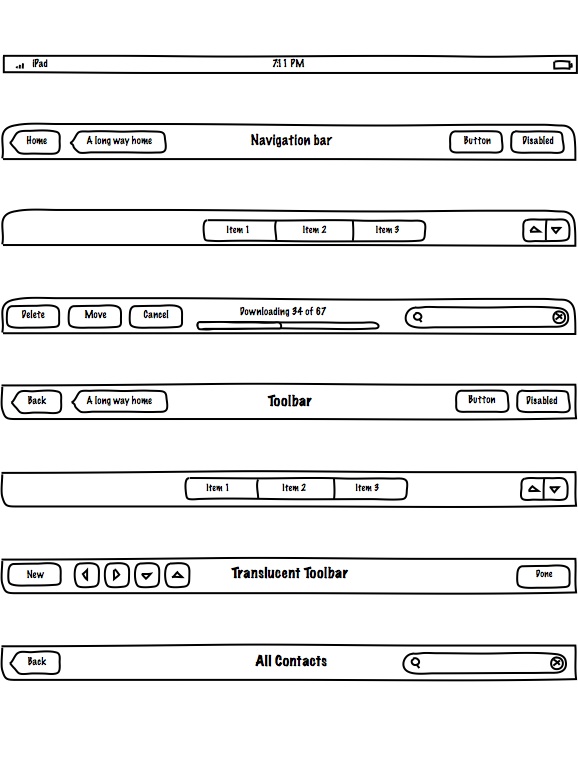 iPad 7:11 PM
Home A long way home Navigation bar Button Disabled
Item 1 Item 2 Item 3
Delete Move Cancel Downloading 34 of 67
Back A long way home Toolbar Button Disabled
Item 1 Item 2 Item 3
New Translucent Toolbar Done
Back All Contacts